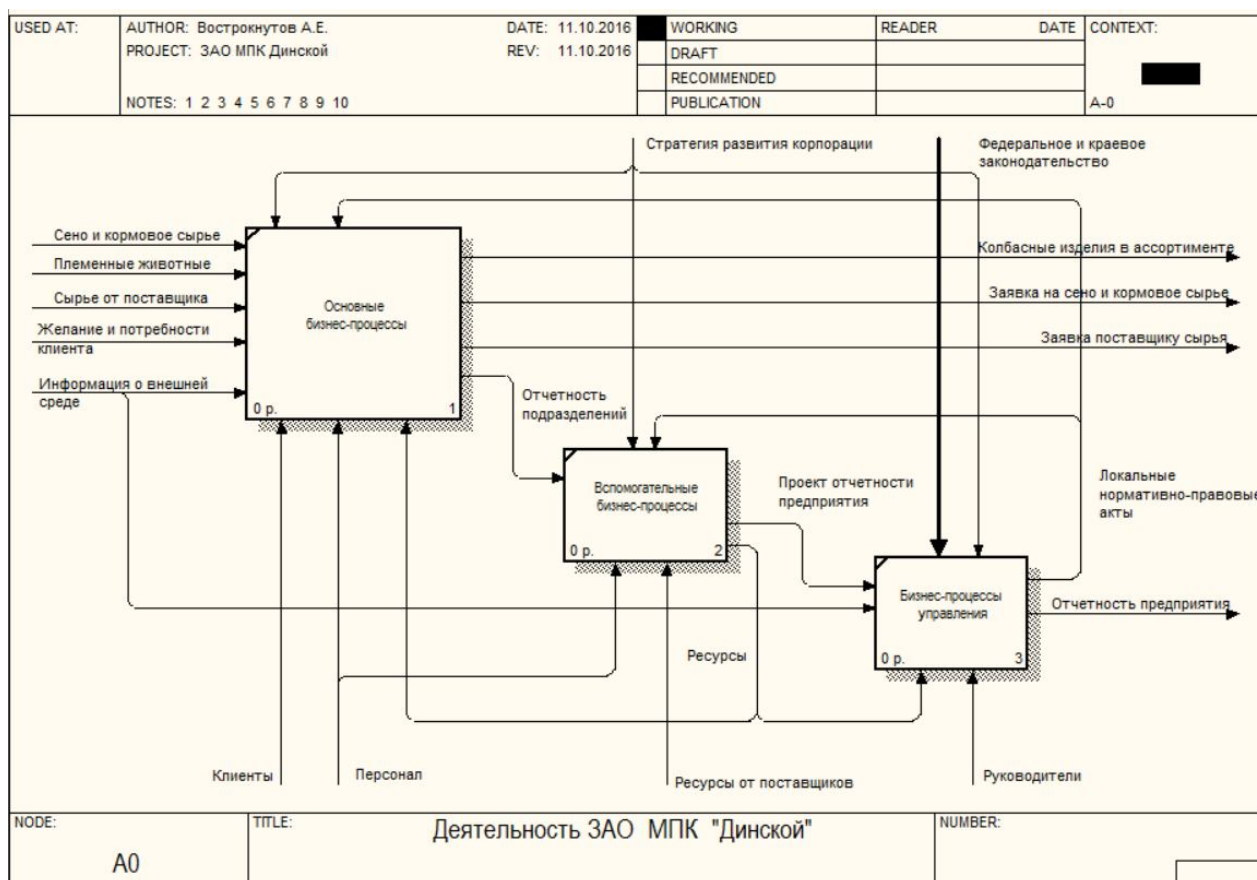 USED AT:
AUTHOR: Вострокнутов А.Е.
DATE: 11.10.2016
PROJECT: ЗАО МПК Динской
REV: 11.10.2016
NOTES: 1 2 3 4 5 6 7 8 9 10
WORKING
DRAFT
RECOMMENDED
PUBLICATION
READER
DATE
CONTEXT:
A-0
Стратегия развития корпорации
Федеральное и краевое
законодательство
Сено и кормовое сырье
Племенные животные
Сырье от поставщика
Желание и потребности
клиента
Информация о внешней
среде
Основные
бизнес-процессы
0 р.
1
Колбасные изделия в ассортименте
Заявка на сено и кормовое сырье
Заявка поставщику сырья
Отчетность
подразделений
Вспомогательные
бизнес-процессы
0 р.
2
Проект отчетности
предприятия
Локальные
нормативно-правовые
акты
Бизнес-процессы
управления
0 р.
3
Отчетность предприятия
Ресурсы
Клиенты
Персонал
Ресурсы от поставщиков
Руководители
NODE:
A0
TITLE:
Деятельность ЗАО МПК "Динской"
NUMBER: